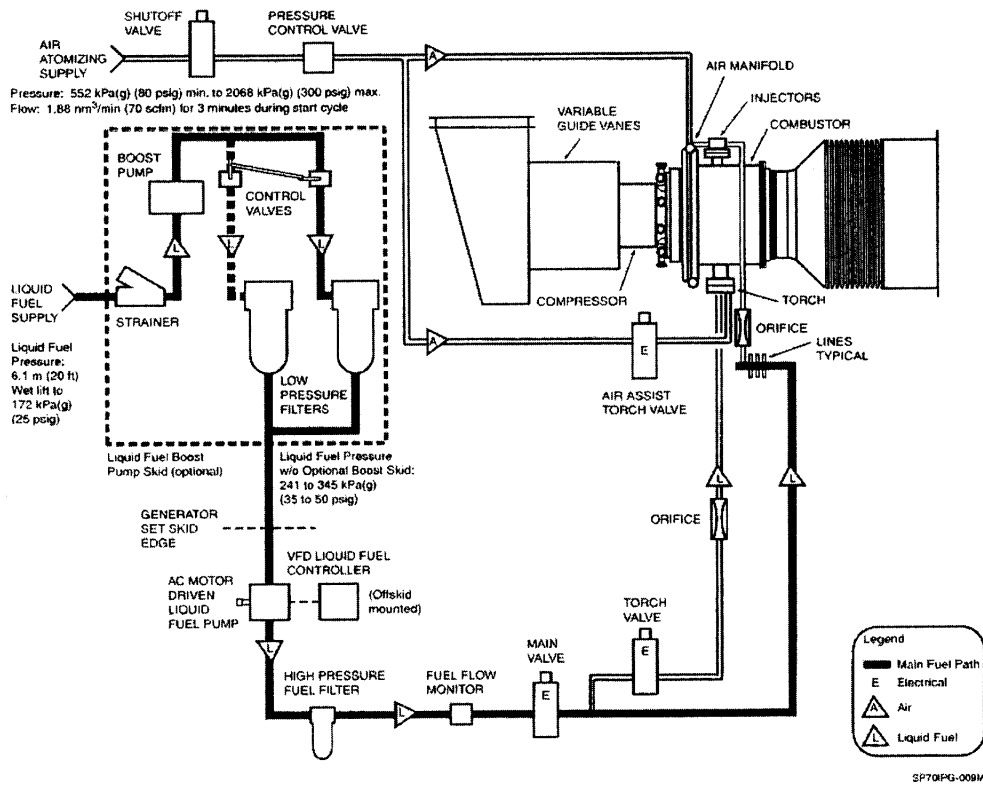 SHUTOFF
VALVE
PRESSURE
CONTROL VALVE
AIR
ATOMIZING
SUPPLY
A
AIR MANIFOLD
INJECTORS
COMBUSTOR
Pressure: 552 kPa(g) (80 psig) min. to 2068 kPa(g) (300 psig) max.
Flow: 1.88 nm³/min (70 scfm) for 3 minutes during start cycle
VARIABLE
GUIDE VANES
BOOST
PUMP
CONTROL
VALVES
L
L
L
LIQUID
FUEL
SUPPLY
STRAINER
COMPRESSOR
TORCH
ORIFICE
LINES
TYPICAL
A
E
AIR ASSIST
TORCH VALVE
Liquid Fuel
Pressure:
6.1 m (20 ft)
Wet lift to
172 kPa(g)
(25 psig)
LOW
PRESSURE
FILTERS
Liquid Fuel Boost
Pump Skid (optional)
Liquid Fuel Pressure
w/o Optional Boost Skid:
241 to 345 kPa(g)
(35 to 50 psig)
L
L
ORIFICE
GENERATOR
SET SKID
EDGE
VFD LIQUID FUEL
CONTROLLER
(Offskid
mounted)
AC MOTOR
DRIVEN
LIQUID
FUEL PUMP
L
TORCH
VALVE
E
HIGH PRESSURE
FUEL FILTER
L
FUEL FLOW
MONITOR
MAIN
VALVE
E
Legend
Main Fuel Path
E Electrical
A Air
L Liquid Fuel
SP70IPG-009M